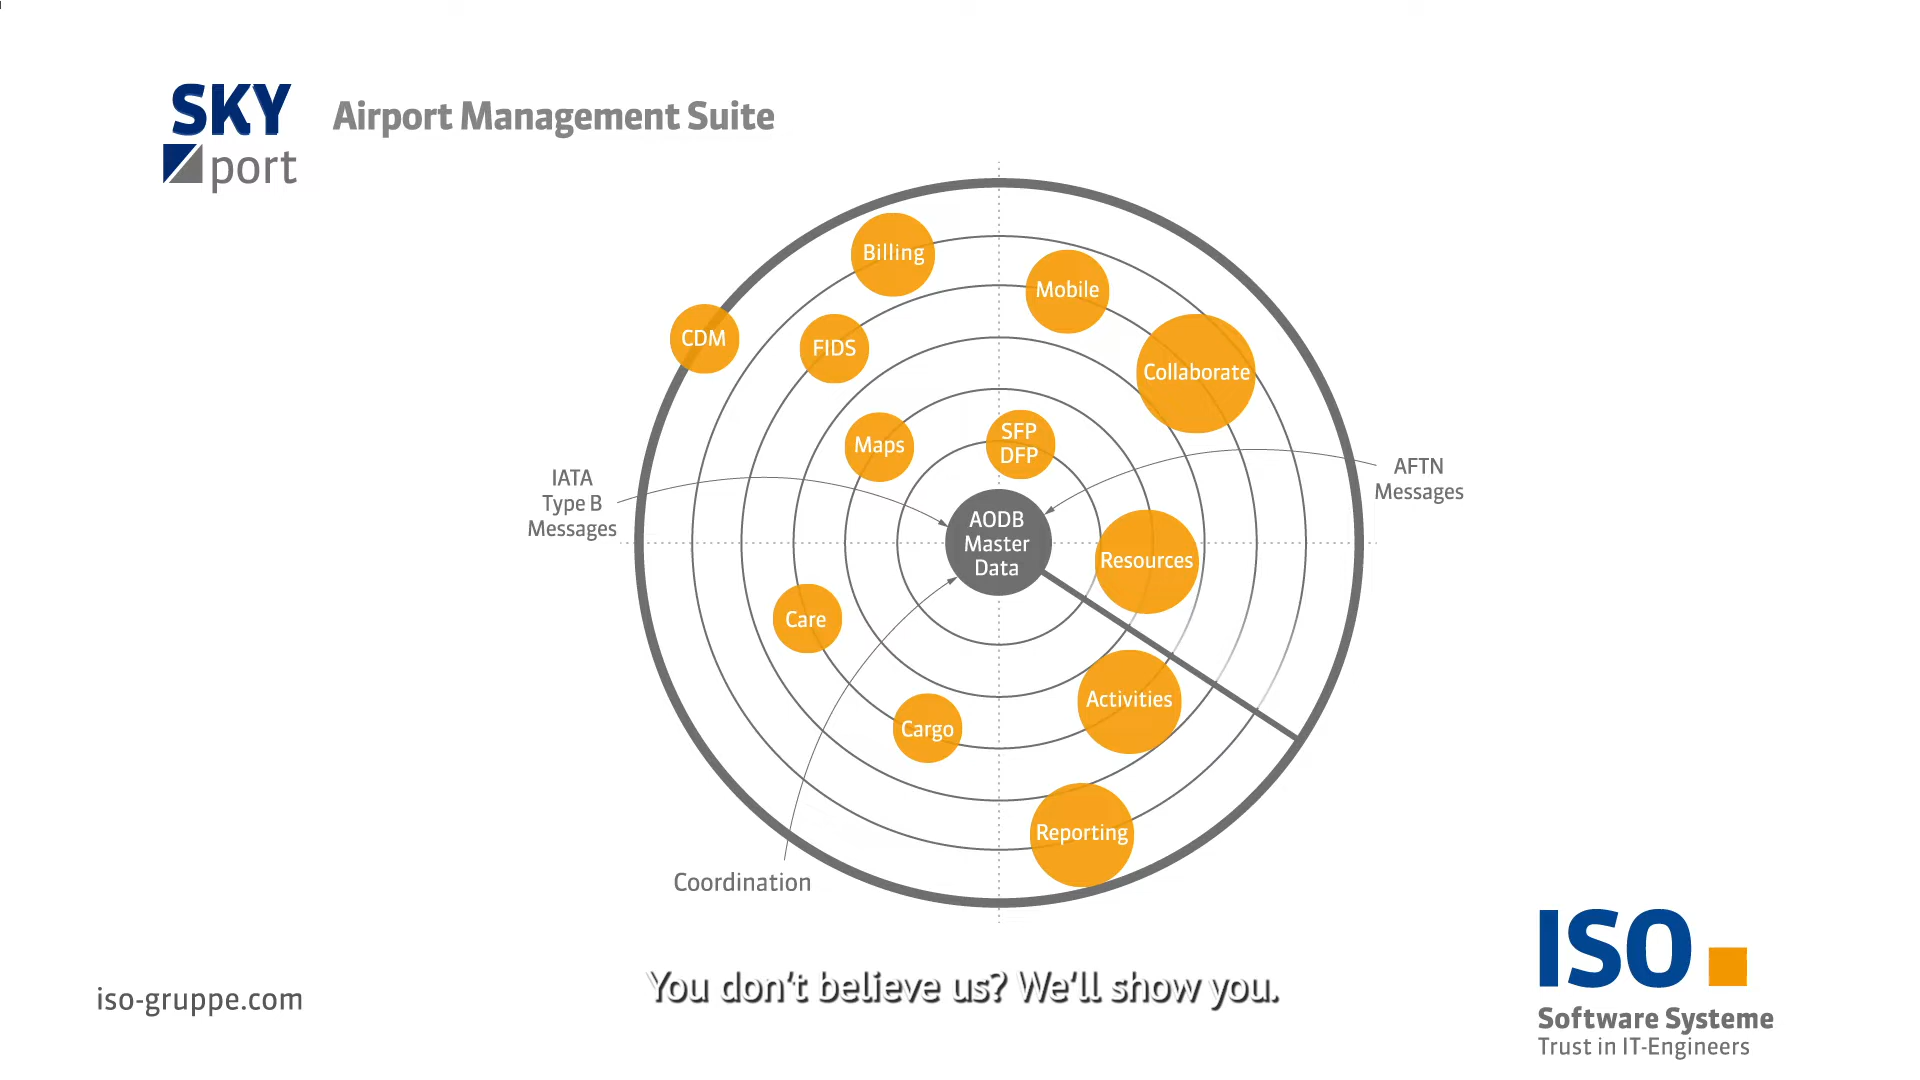 SKY
port
Airport Management Suite
Billing
Mobile
CDM
FIDS
Collaborate
Maps
SFP
DFP
IATA
Type B
Messages
AFTN
Messages
AODB
Master
Data
Resources
Care
Activities
Cargo
Reporting
Coordination
You don't believe us? We'll show you.
iso-gruppe.com
ISO
Software Systeme
Trust in IT-Engineers